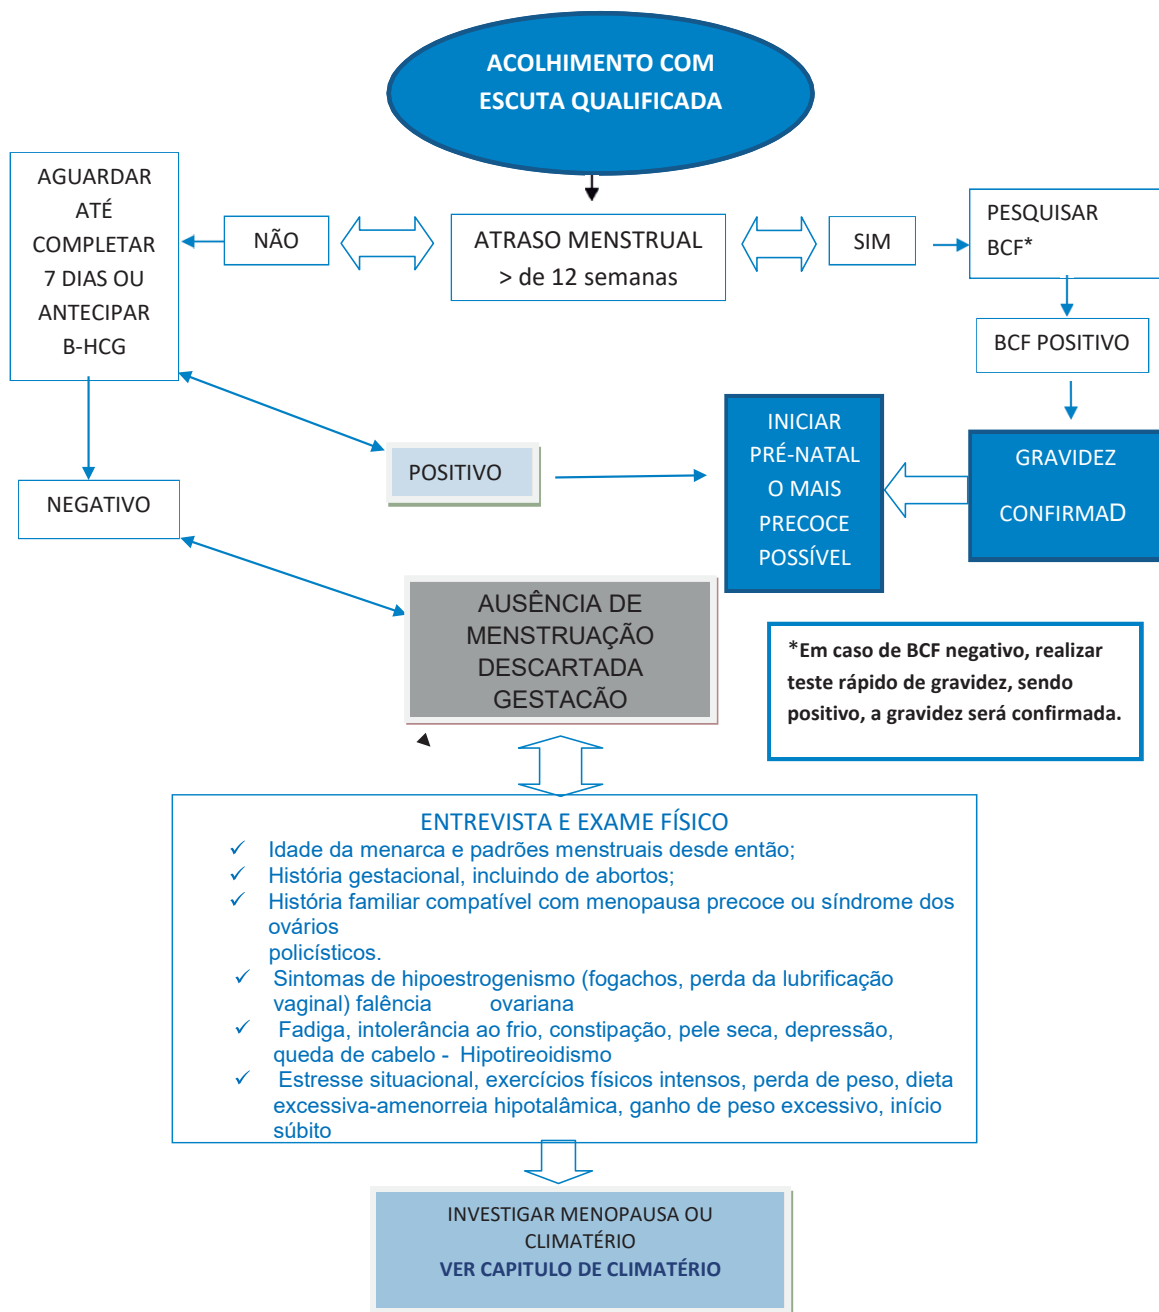 ACOLHIMENTO COM
ESCUTA QUALIFICADA
AGUARDAR
ATÉ
COMPLETAR
7 DIAS OU
ANTECIPAR
B-HCG
NÃO
ATRASO MENSTRUAL
> de 12 semanas
SIM
PESQUISAR
BCF*
BCF POSITIVO
INICIAR
PRÉ-NATAL
O MAIS
PRECOCE
POSSÍVEL
GRAVIDEZ
CONFIRMAD
POSITIVO
NEGATIVO
AUSÊNCIA DE
MENSTRUAÇÃO
DESCARTADA
GESTACÃO
*Em caso de BCF negativo, realizar
teste rápido de gravidez, sendo
positivo, a gravidez será confirmada.
ENTREVISTA E EXAME FÍSICO
✓ Idade da menarca e padrões menstruais desde então;
✓ História gestacional, incluindo de abortos;
✓ História familiar compatível com menopausa precoce ou síndrome dos
ovários
policísticos.
✓ Sintomas de hipoestrogenismo (fogachos, perda da lubrificação
vaginal) falência ovariana
✓ Fadiga, intolerância ao frio, constipação, pele seca, depressão,
queda de cabelo - Hipotireoidismo
✓ Estresse situacional, exercícios físicos intensos, perda de peso, dieta
excessiva-amenorreia hipotalâmica, ganho de peso excessivo, início
súbito
INVESTIGAR MENOPAUSA OU
CLIMATÉRIO
VER CAPITULO DE CLIMATÉRIO